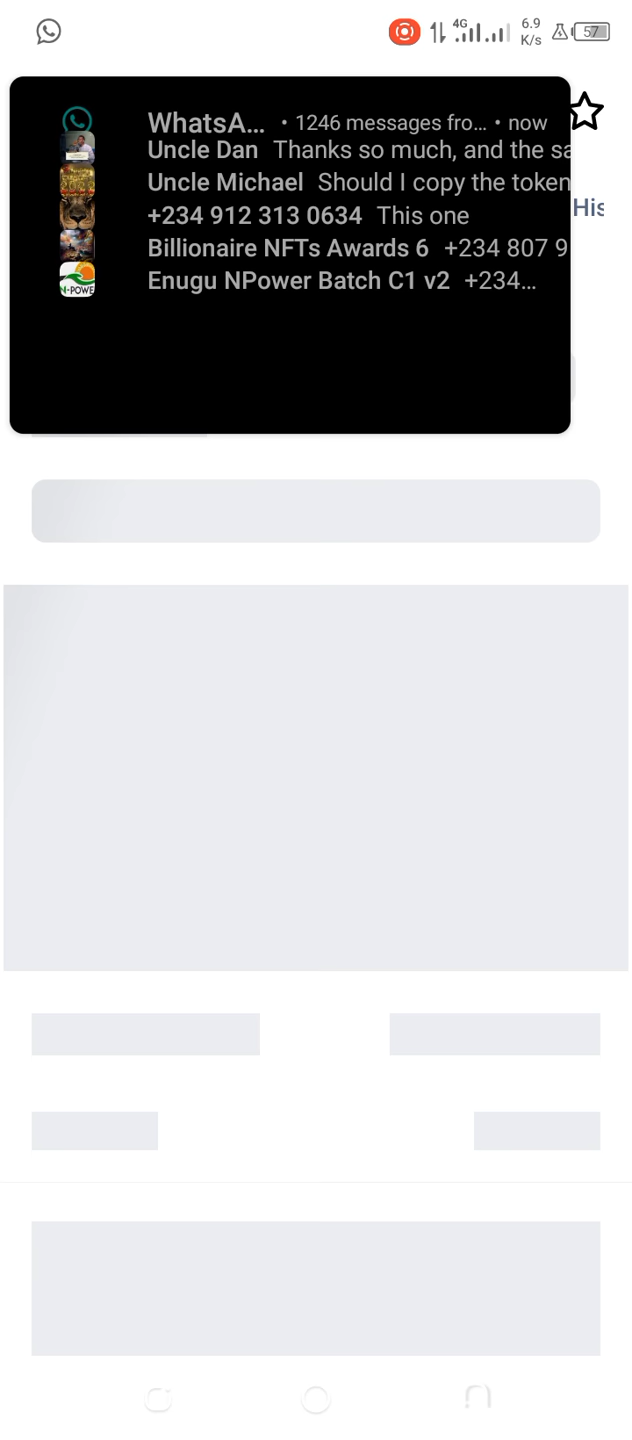 4G 6.9 K/s 57
WhatsA... • 1246 messages fro... • now
Uncle Dan Thanks so much, and the sa
Uncle Michael Should I copy the token
His
+234 912 313 0634 This one
Billionaire NFTs Awards 6 +234 807 9
Enugu NPower Batch C1 v2 +234...
N-POWE